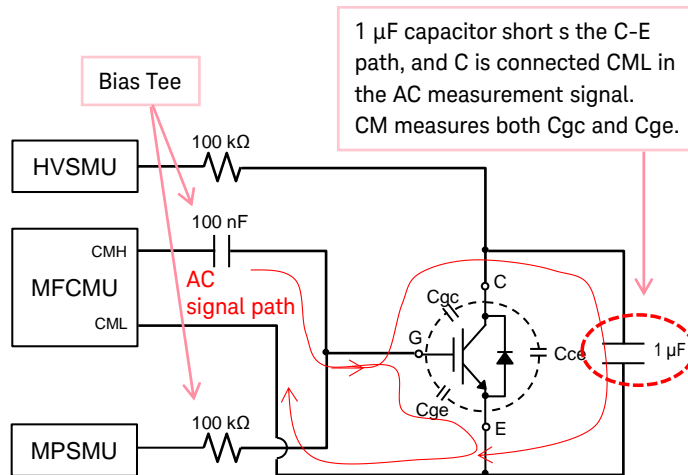 1 µF capacitor short s the C-E
path, and C is connected CML in
the AC measurement signal.
CM measures both Cgc and Cge.
Bias Tee
100 kΩ
HVSMU
100 nF
CMH
MFCMU
CML
AC
signal path
C
Cgc
G
Cce
1 µF
Cge
E
100 kΩ
MPSMU